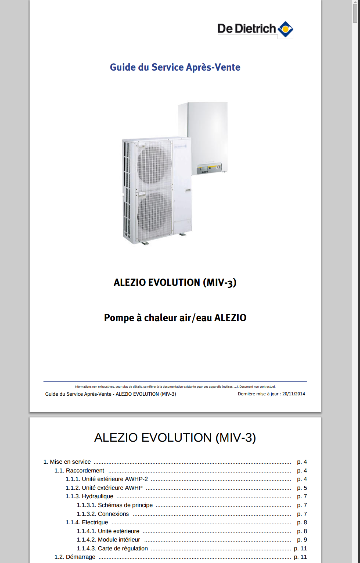 De Dietrich
Guide du Service Après-Vente
ALEZIO EVOLUTION (MIV-3)
Pompe à chaleur air/eau ALEZIO
Guide du Service Après-Vente - ALEZIO EVOLUTION (MIV-3) Dernière mise à jour : 20/11/2014
ALEZIO EVOLUTION (MIV-3)
1. Mise en service p. 4
1.1. Raccordement p. 4
1.1.1. Unité extérieure AWHP-2 p. 4
1.1.2. Unité extérieure AWHP p. 5
1.1.3. Hydraulique p. 7
1.1.3.1. Schémas de principe p. 7
1.1.3.2. Connexions p. 7
1.1.4. Electrique p. 8
1.1.4.1. Unité extérieure p. 8
1.1.4.2. Module intérieur p. 9
1.1.4.3. Carte de régulation p. 11
1.2. Démarrage p. 11